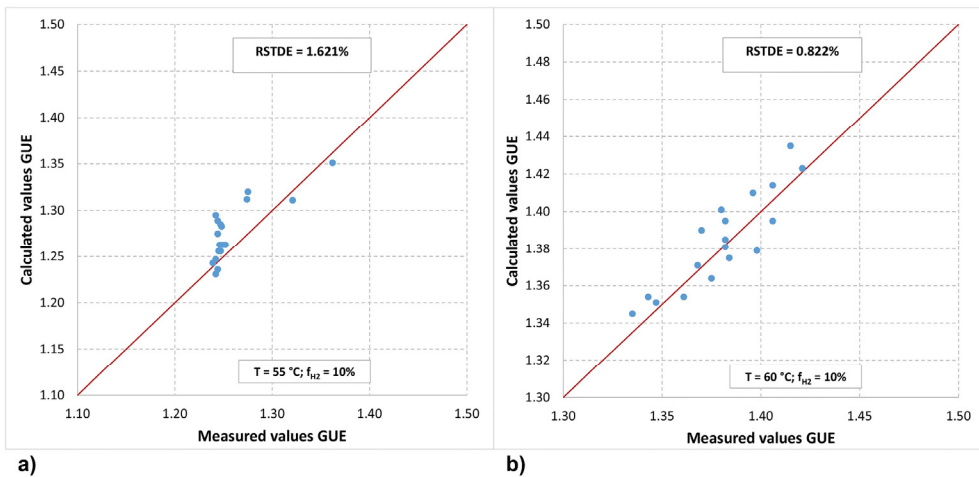 1.50
1.45
1.40
1.35
1.30
1.25
1.20
1.15
1.10
Calculated values GUE
RSTDE = 1.621%
T = 55 °C; fH2 = 10%
1.10 1.20 1.30 1.40 1.50
Measured values GUE
a)
1.50
1.48
1.46
1.44
1.42
1.40
1.38
1.36
1.34
1.32
1.30
Calculated values GUE
RSTDE = 0.822%
T = 60 °C; fH2 = 10%
1.30 1.35 1.40 1.45 1.50
Measured values GUE
b)